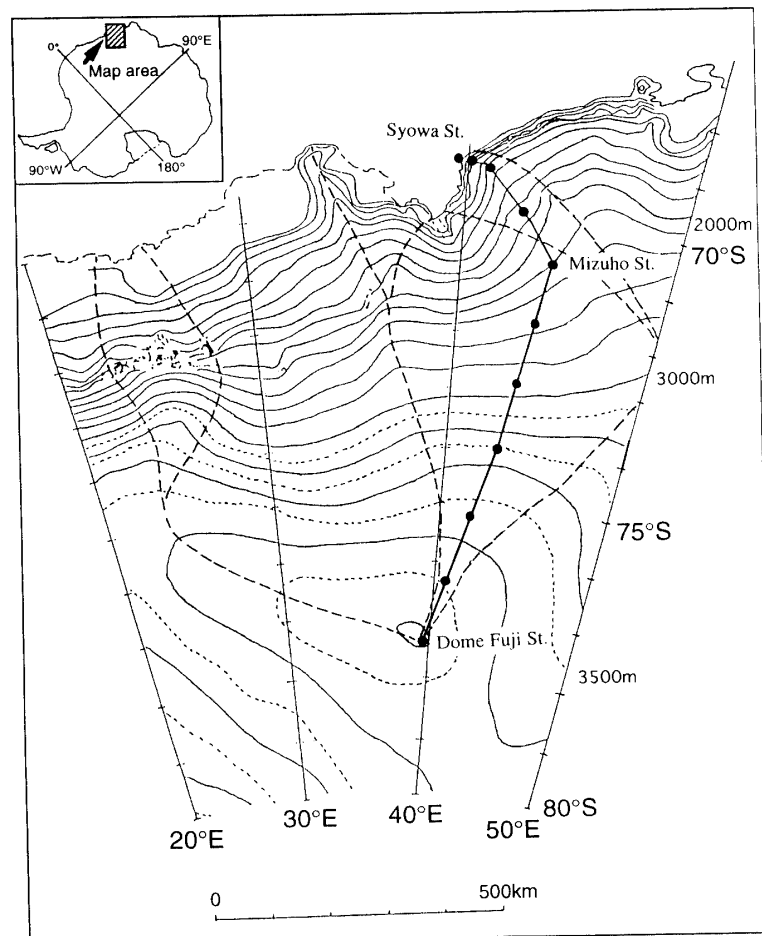 0°
90°E
Map area
90°W
180°
Syowa St.
2000m
70°S
Mizuho St.
3000m
75°S
Dome Fuji St.
3500m
80°S
20°E
30°E
40°E
50°E
0
500km